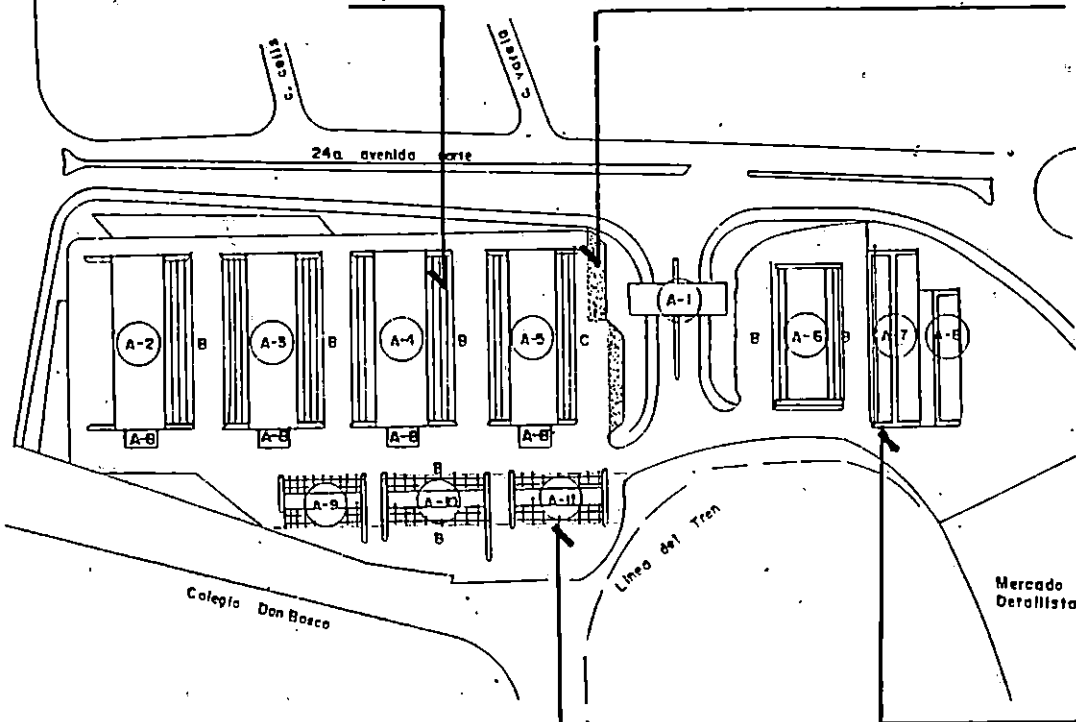 C. celis
C. varela
24a avenida norte
A-1
A-2
B
A-3
B
A-4
B
A-5
C
B
A-6
B
A-7
A-8
A-8
A-8
A-8
A-8
A-9
B
A-10
B
A-11
Linea del Tren
Colegio Don Bosco
Mercado
Detallista